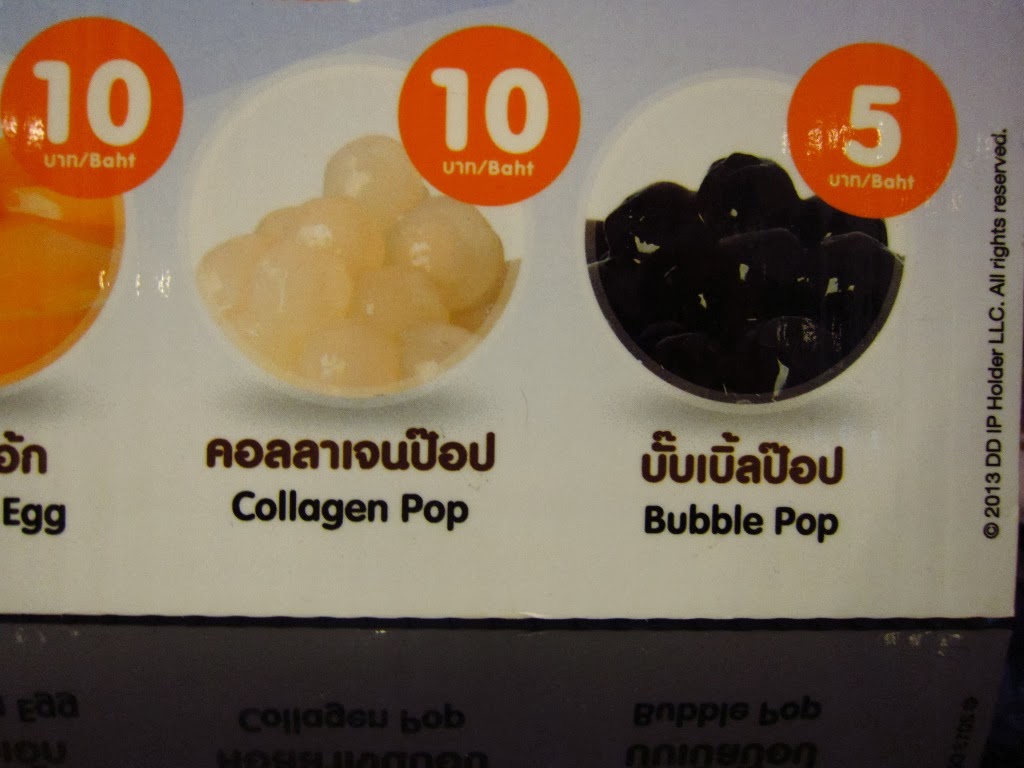 10
บาท/Baht
10
บาท/Baht
5
บาท/Baht
อ้ก
Egg
คอลลาเจนป๊อป
Collagen Pop
บั๊บเบิ้ลป๊อป
Bubble Pop
© 2013 DD IP Holder LLC. All rights reserved.